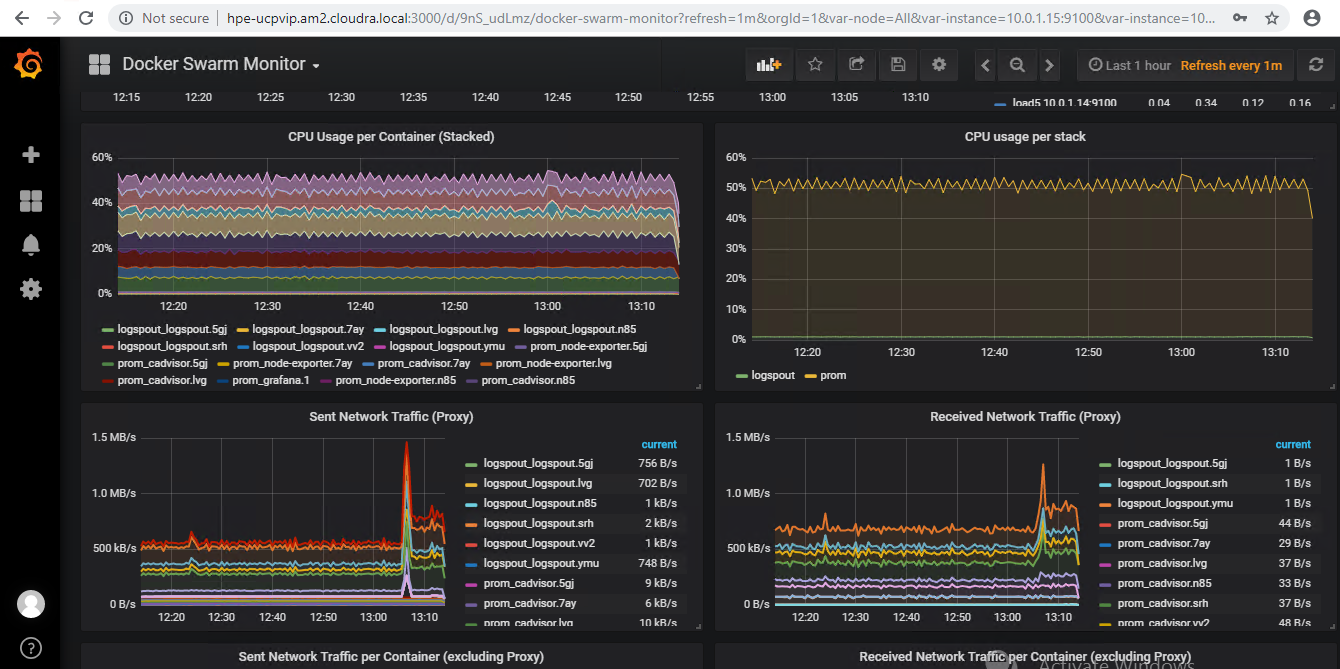 Not secure | hpe-ucpvip.am2.cloudra.local:3000/d/9nS_udLmz/docker-swarm-monitor?refresh=1m&orgId=1&var-node=All&var-instance=10.0.1.15:9100&var-instance=10...
Docker Swarm Monitor
Last 1 hour Refresh every 1m
12:15 12:20 12:25 12:30 12:35 12:40 12:45 12:50 12:55 13:00 13:05 13:10
load5 10.0.1.14:9100 0.04 0.34 0.12 0.16
CPU Usage per Container (Stacked)
60%
40%
20%
0%
12:20 12:30 12:40 12:50 13:00 13:10
logspout_logspout.5gj logspout_logspout.7ay logspout_logspout.lvg logspout_logspout.n85
logspout_logspout.srh logspout_logspout.vv2 logspout_logspout.ymu prom_node-exporter.5gj
prom_cadvisor.5gj prom_node-exporter.7ay prom_cadvisor.7ay prom_node-exporter.lvg
prom_cadvisor.lvg prom_grafana.1 prom_node-exporter.n85 prom_cadvisor.n85
CPU usage per stack
60%
50%
40%
30%
20%
10%
0%
12:20 12:30 12:40 12:50 13:00 13:10
logspout prom
Sent Network Traffic (Proxy)
1.5 MB/s
1.0 MB/s
500 kB/s
0 B/s
12:20 12:30 12:40 12:50 13:00 13:10
current
logspout_logspout.5gj 756 B/s
logspout_logspout.lvg 702 B/s
logspout_logspout.n85 1 kB/s
logspout_logspout.srh 2 kB/s
logspout_logspout.vv2 1 kB/s
logspout_logspout.ymu 748 B/s
prom_cadvisor.5gj 9 kB/s
prom_cadvisor.7ay 6 kB/s
prom_cadvisor.lvg 10 kB/s
Received Network Traffic (Proxy)
1.5 MB/s
1.0 MB/s
500 kB/s
0 B/s
12:20 12:30 12:40 12:50 13:00 13:10
current
logspout_logspout.5gj 1 B/s
logspout_logspout.srh 1 B/s
logspout_logspout.ymu 1 B/s
prom_cadvisor.5gj 44 B/s
prom_cadvisor.7ay 29 B/s
prom_cadvisor.lvg 37 B/s
prom_cadvisor.n85 33 B/s
prom_cadvisor.srh 37 B/s
prom_cadvisor.vv2 48 B/s
Sent Network Traffic per Container (excluding Proxy)
Received Network Traffic per Container (excluding Proxy)
Activate Windows